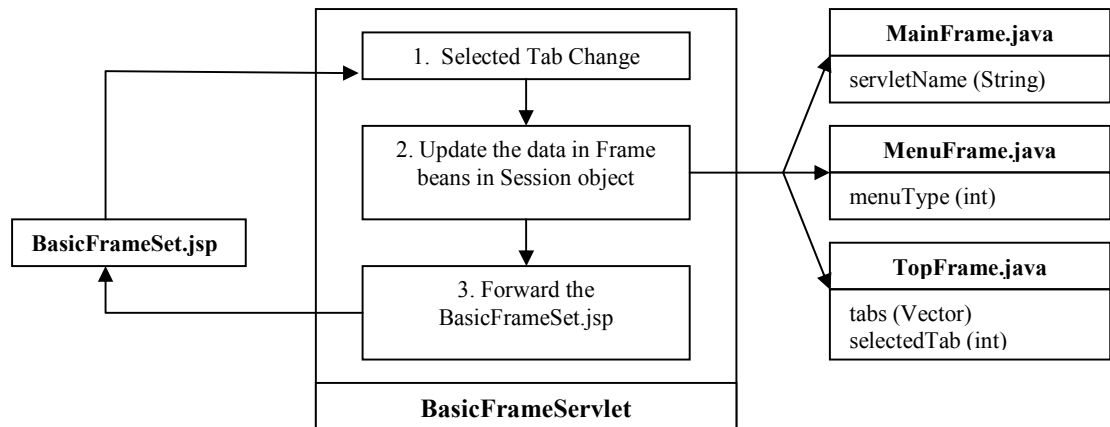 BasicFrameSet.jsp
1. Selected Tab Change
2. Update the data in Frame
beans in Session object
3. Forward the
BasicFrameSet.jsp
BasicFrameServlet
MainFrame.java
servletName (String)
MenuFrame.java
menuType (int)
TopFrame.java
tabs (Vector)
selectedTab (int)